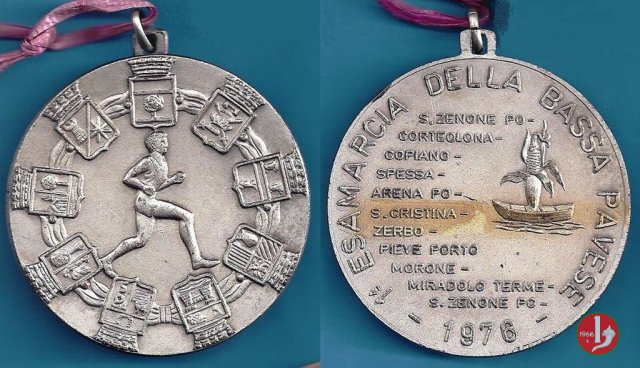 ESAMARCIA DELLA BASSA PAVESE
S. ZENONE PO-
CORTEOLONA-
COPIANO-
SPESSA-
ARENA PO-
S. CRISTINA-
ZERBO-
PIEVE PORTO
MORONE-
MIRADOLO TERME-
S. ZENONE PO-
-1976-
1966